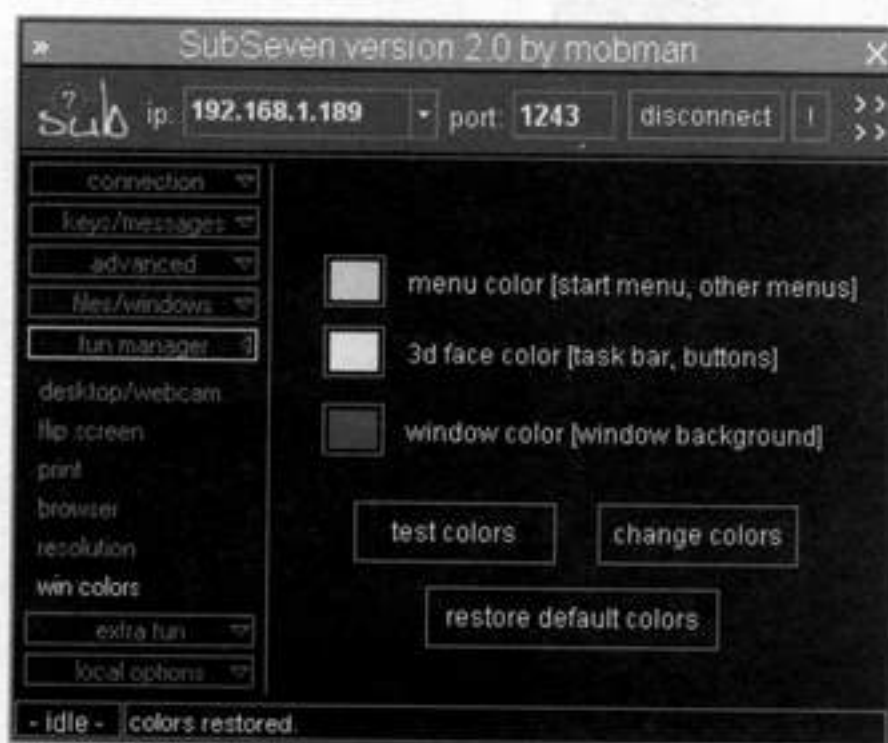 » SubSeven version 2.0 by mobman X
sub 7 ip: 192.168.1.189 port: 1243 disconnect ! >> >>
connection
keys/messages
advanced
files/windows
fun manager
desktop/webcam
flip screen
print
browser
resolution
win colors
extra fun
local options
menu color [start menu, other menus]
3d face color [task bar, buttons]
window color [window background]
test colors change colors
restore default colors
- idle - colors restored.